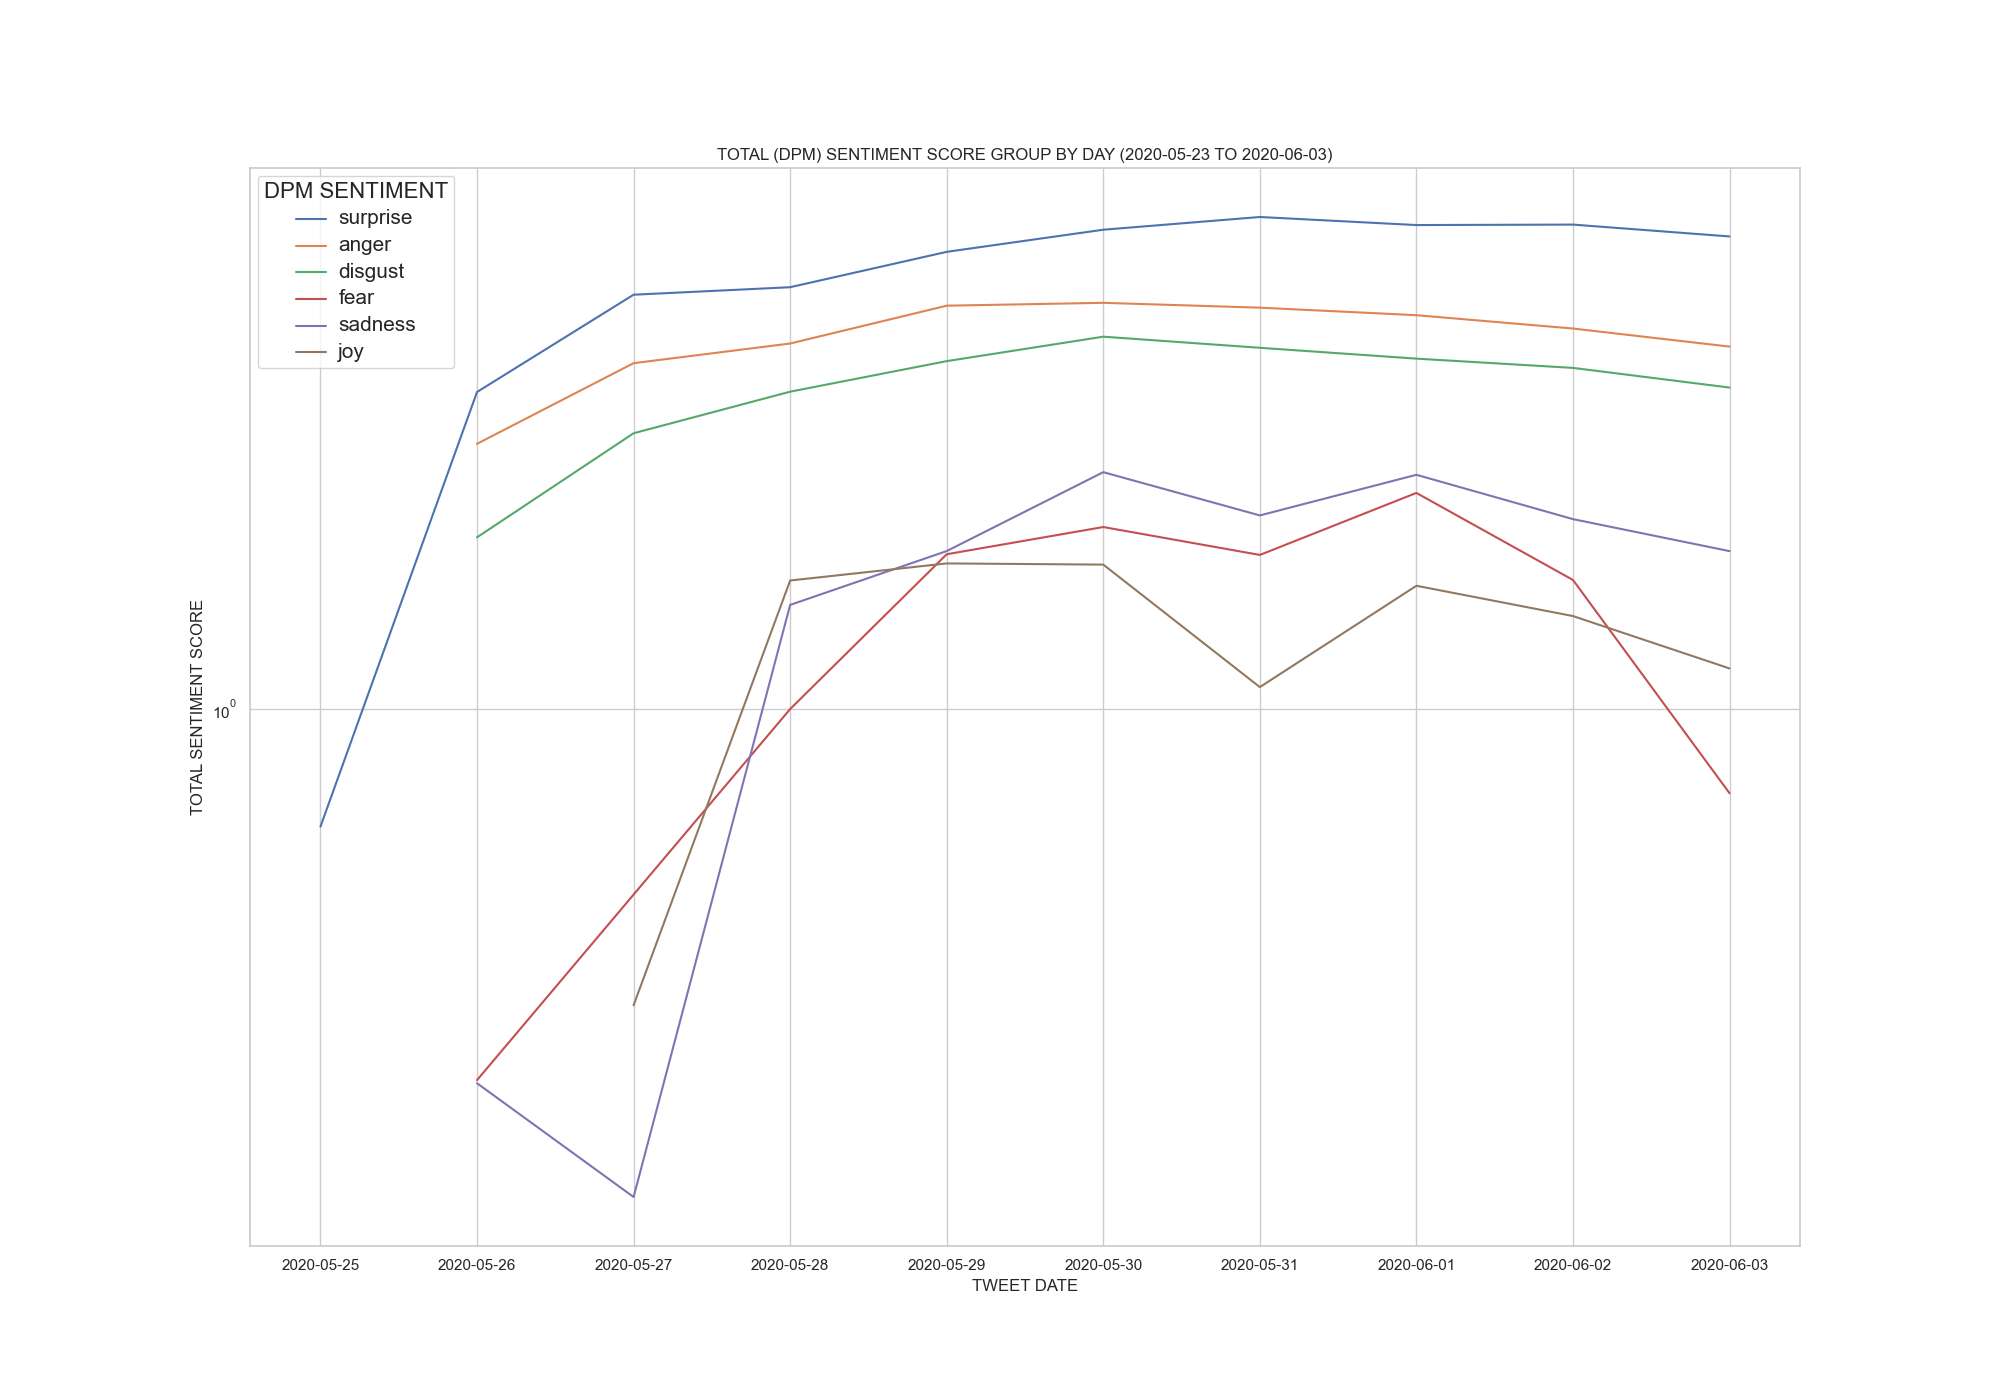 TOTAL (DPM) SENTIMENT SCORE GROUP BY DAY (2020-05-23 TO 2020-06-03)
DPM SENTIMENT
surprise
anger
disgust
fear
sadness
joy
TOTAL SENTIMENT SCORE
10⁰
2020-05-25 2020-05-26 2020-05-27 2020-05-28 2020-05-29 2020-05-30 2020-05-31 2020-06-01 2020-06-02 2020-06-03
TWEET DATE